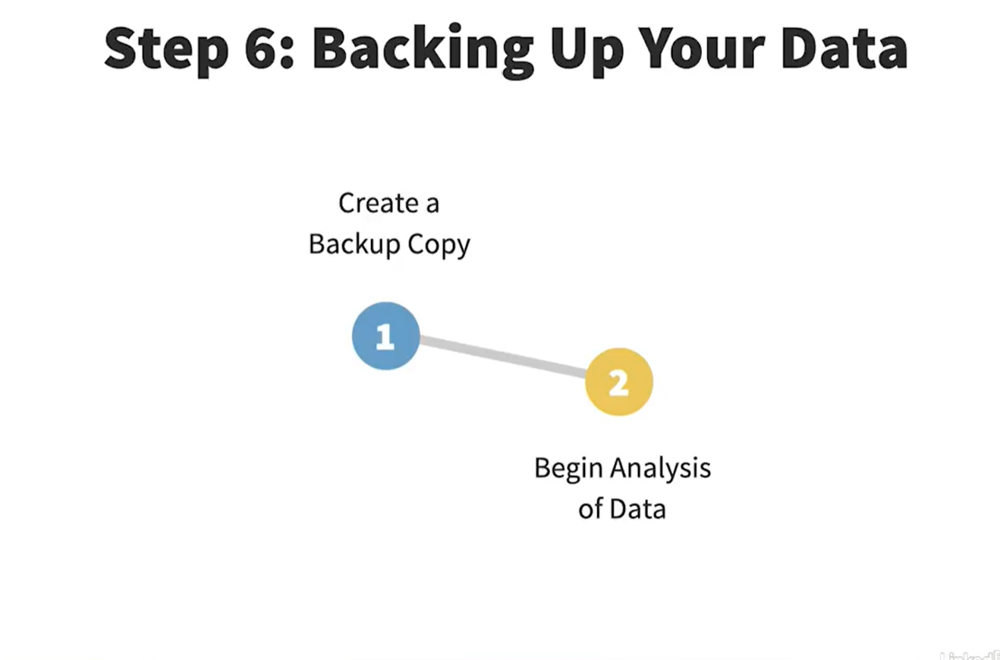 Step 6: Backing Up Your Data
Create a
Backup Copy
1
2
Begin Analysis
of Data